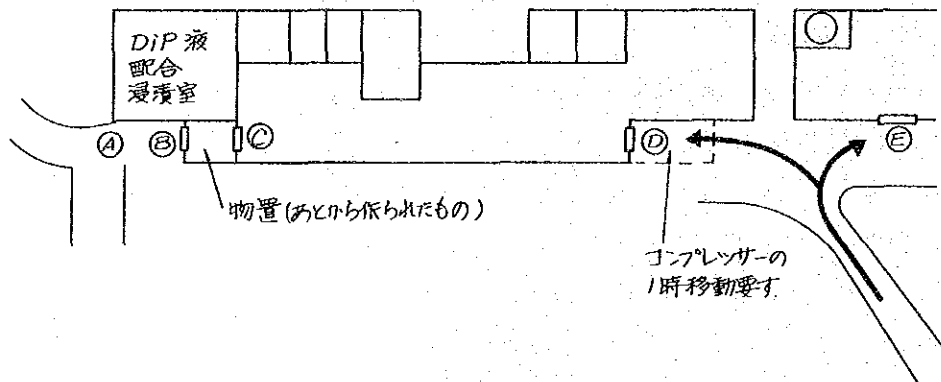 DiP液
配合
浸漬室
Ⓐ
Ⓑ
Ⓒ
Ⓓ
Ⓔ
物置(あとから作られたもの)
コンプレッサーの
1時移動要す